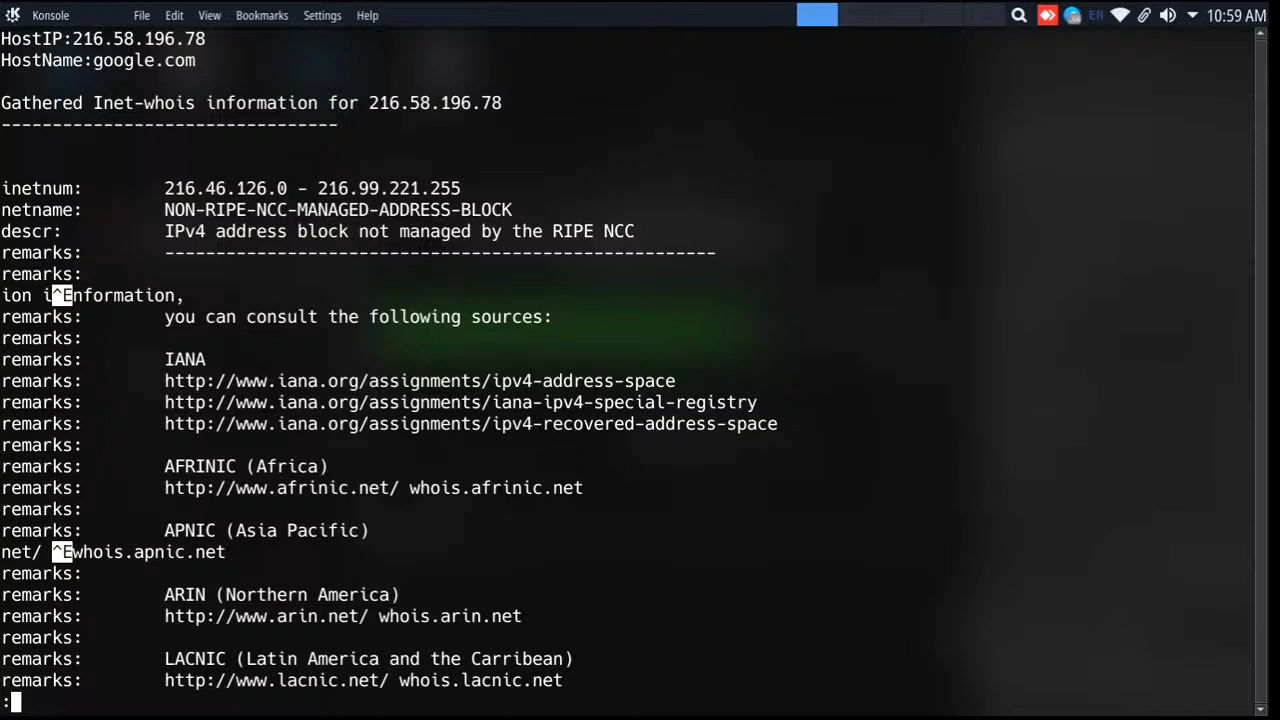 Konsole File Edit View Bookmarks Settings Help EN 10:59 AM
HostIP:216.58.196.78
HostName:google.com
Gathered Inet-whois information for 216.58.196.78
---------------------------------
inetnum: 216.46.126.0 - 216.99.221.255
netname: NON-RIPE-NCC-MANAGED-ADDRESS-BLOCK
descr: IPv4 address block not managed by the RIPE NCC
remarks: ------------------------------------------------------
remarks:
ion i^Enformation,
remarks: you can consult the following sources:
remarks:
remarks: IANA
remarks: http://www.iana.org/assignments/ipv4-address-space
remarks: http://www.iana.org/assignments/iana-ipv4-special-registry
remarks: http://www.iana.org/assignments/ipv4-recovered-address-space
remarks:
remarks: AFRINIC (Africa)
remarks: http://www.afrinic.net/ whois.afrinic.net
remarks:
remarks: APNIC (Asia Pacific)
net/ ^Ewhois.apnic.net
remarks:
remarks: ARIN (Northern America)
remarks: http://www.arin.net/ whois.arin.net
remarks:
remarks: LACNIC (Latin America and the Carribean)
remarks: http://www.lacnic.net/ whois.lacnic.net
: